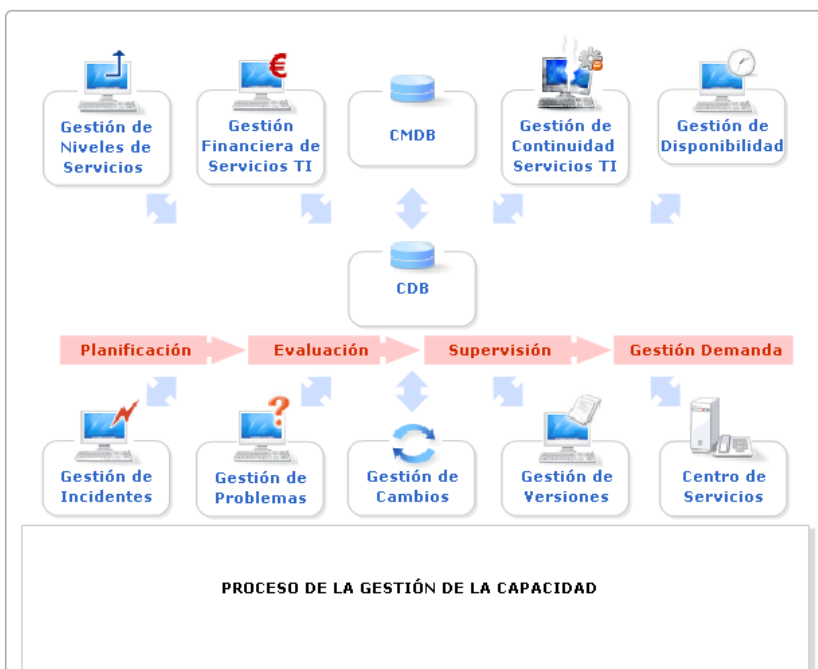 Gestión de
Niveles de
Servicios
Gestión
Financiera de
Servicios TI
CMDB
Gestión de
Continuidad
Servicios TI
Gestión de
Disponibilidad
CDB
Planificación
Evaluación
Supervisión
Gestión Demanda
Gestión de
Incidentes
Gestión de
Problemas
Gestión de
Cambios
Gestión de
Versiones
Centro de
Servicios
PROCESO DE LA GESTIÓN DE LA CAPACIDAD